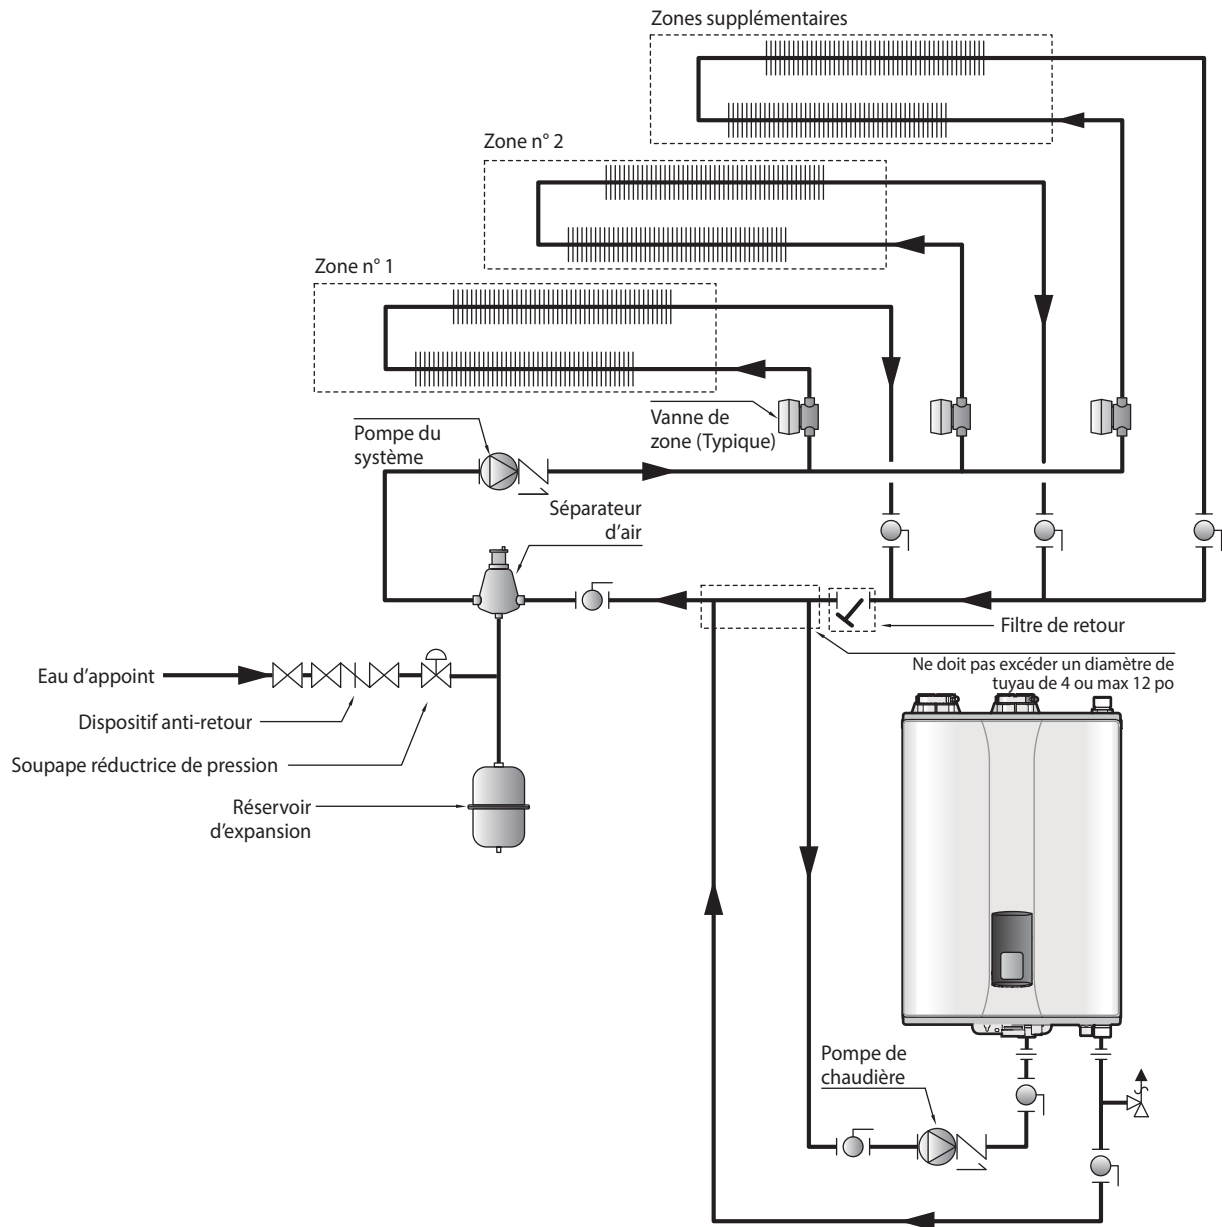 Zones supplémentaires
Zone n° 2
Zone n° 1
Vanne de
zone (Typique)
Pompe du
système
Séparateur
d’air
Filtre de retour
Ne doit pas excéder un diamètre de
tuyau de 4 ou max 12 po
Eau d’appoint
Dispositif anti-retour
Soupape réductrice de pression
Réservoir
d’expansion
Pompe de
chaudière